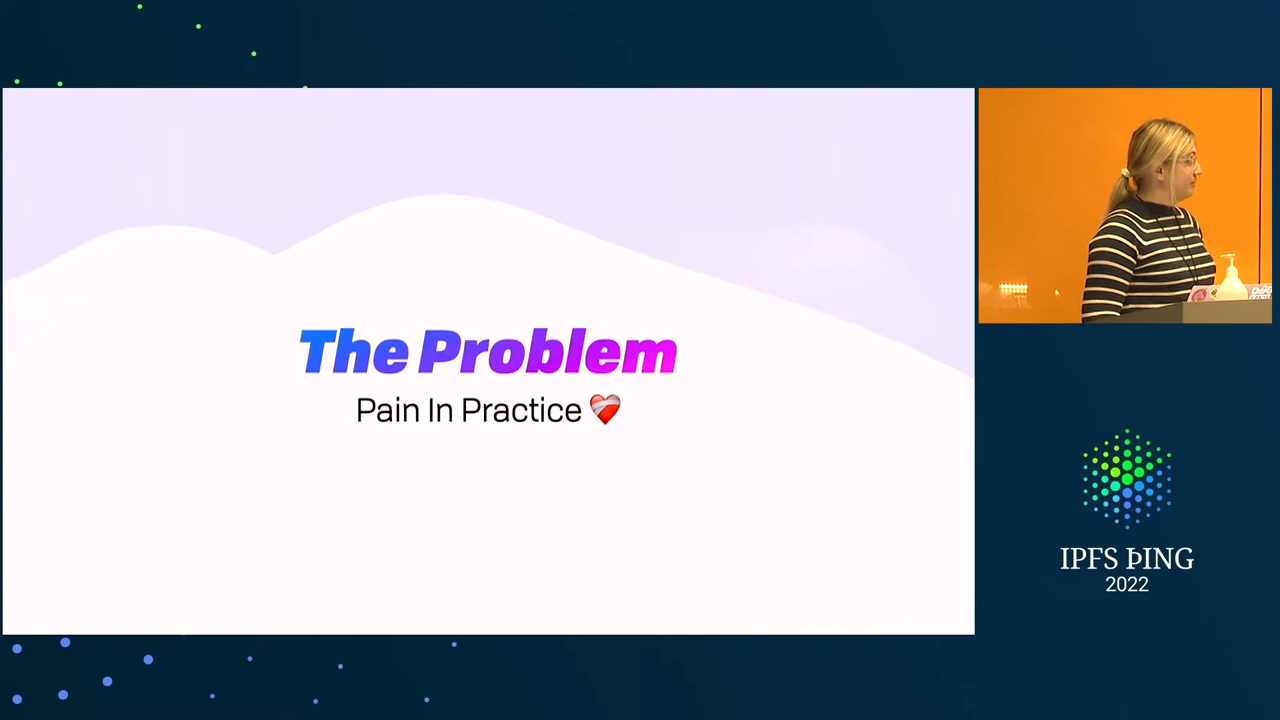 The Problem
Pain In Practice ❤️‍🩹
IPFS ÞING
2022